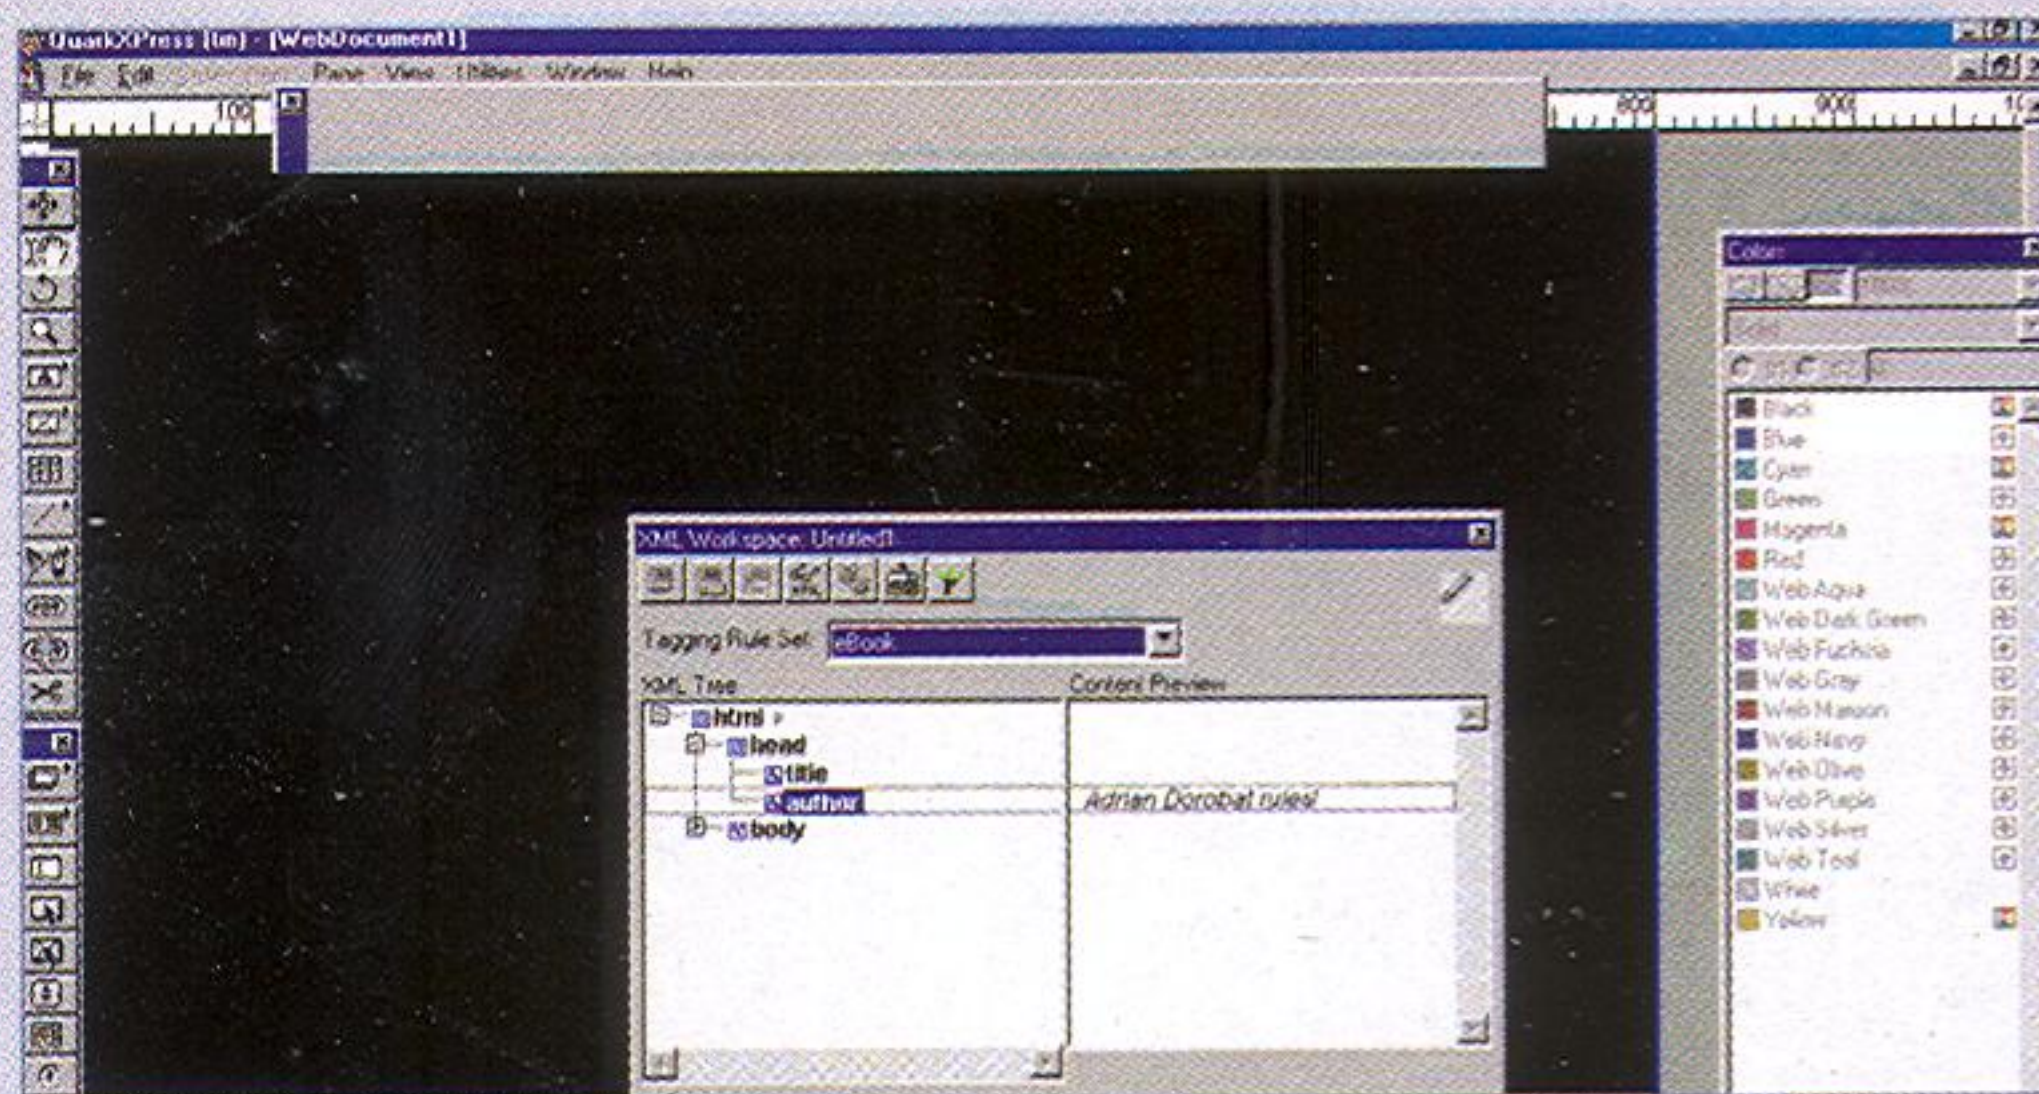 QuarkXPress (tm) - [WebDocument1]
File Edit Page View Utilities Window Help
100 800 900
Colors
Solid
XML Workspace: Untitled1
Tagging Rule Set: eBook
XML Tree Content Preview
html
head
title
author Adrian Dorobat rules!
body
Black
Blue
Cyan
Green
Magenta
Red
Web Aqua
Web Dark Green
Web Fuchsia
Web Gray
Web Maroon
Web Navy
Web Olive
Web Purple
Web Silver
Web Teal
White
Yellow